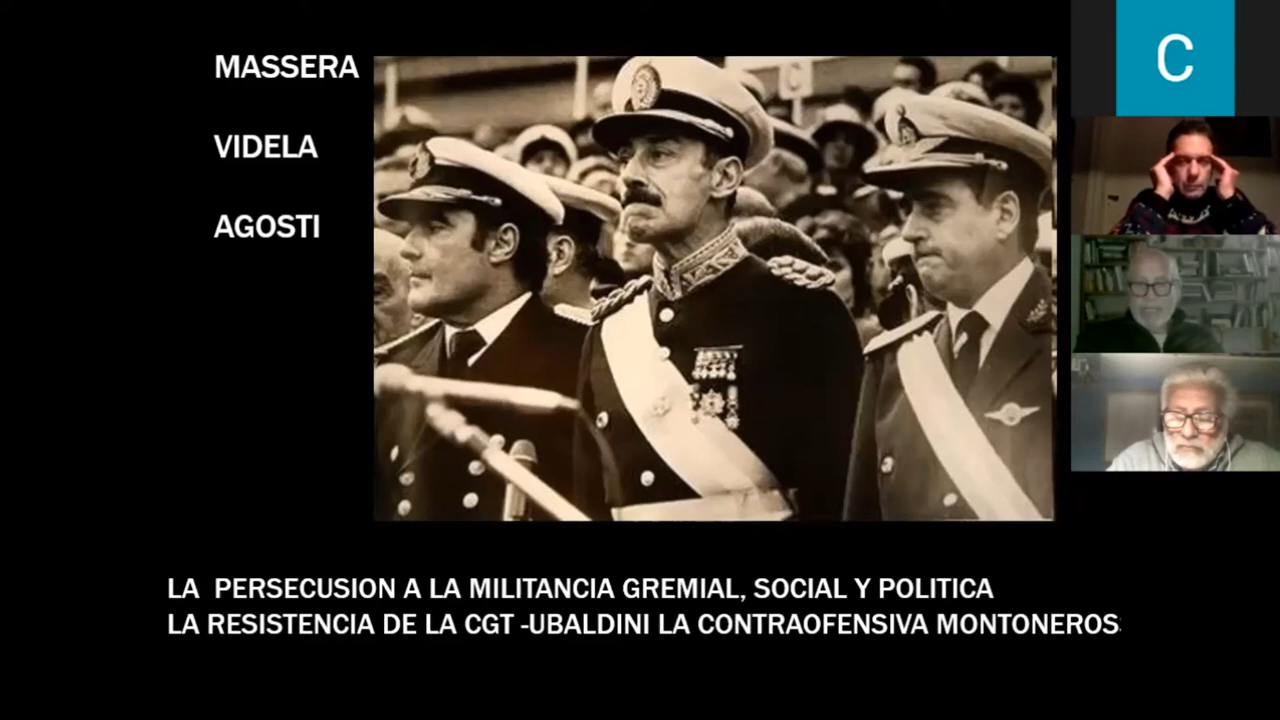 MASSERA
VIDELA
AGOSTI
C
LA  PERSECUSION A LA MILITANCIA GREMIAL, SOCIAL Y POLITICA
LA RESISTENCIA DE LA CGT -UBALDINI LA CONTRAOFENSIVA MONTONEROS